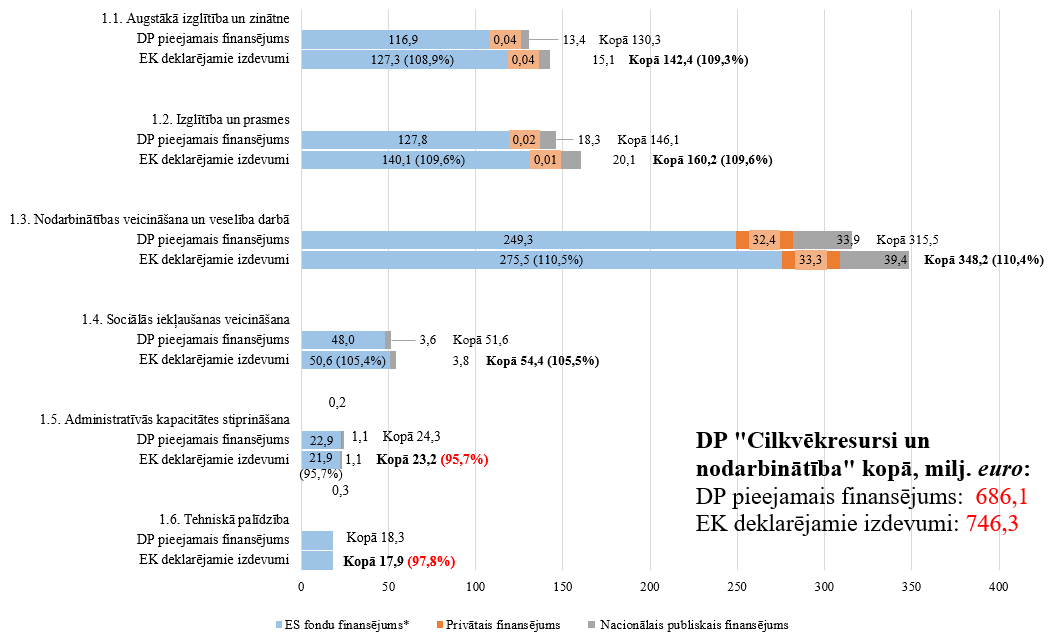 1.1. Augstākā izglītība un zinātne
DP pieejamais finansējums 116,9 0,04 13,4 Kopā 130,3
EK deklarējamie izdevumi 127,3 (108,9%) 0,04 15,1 Kopā 142,4 (109,3%)
1.2. Izglītība un prasmes
DP pieejamais finansējums 127,8 0,02 18,3 Kopā 146,1
EK deklarējamie izdevumi 140,1 (109,6%) 0,01 20,1 Kopā 160,2 (109,6%)
1.3. Nodarbinātības veicināšana un veselība darbā
DP pieejamais finansējums 249,3 32,4 33,9 Kopā 315,5
EK deklarējamie izdevumi 275,5 (110,5%) 33,3 39,4 Kopā 348,2 (110,4%)
1.4. Sociālās iekļaušanas veicināšana
DP pieejamais finansējums 48,0 3,6 Kopā 51,6
EK deklarējamie izdevumi 50,6 (105,4%) 3,8 Kopā 54,4 (105,5%)
0,2
1.5. Administratīvās kapacitātes stiprināšana
DP pieejamais finansējums 22,9 1,1 Kopā 24,3
EK deklarējamie izdevumi 21,9 1,1 Kopā 23,2 (95,7%)
(95,7%)
0,3
1.6. Tehniskā palīdzība
DP pieejamais finansējums Kopā 18,3
EK deklarējamie izdevumi Kopā 17,9 (97,8%)
DP "Cilkvēkresursi un
nodarbinātība" kopā, milj. euro:
DP pieejamais finansējums: 686,1
EK deklarējamie izdevumi: 746,3
0 50 100 150 200 250 300 350 400
ES fondu finansējums* Privātais finansējums Nacionālais publiskais finansējums